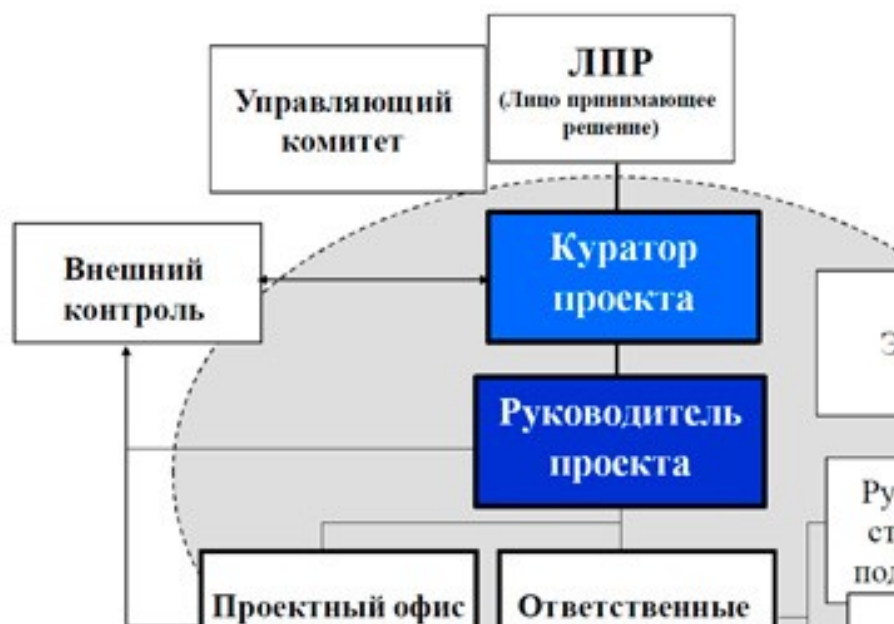 ЛПР
(Лицо принимающее
решение)
Управляющий
комитет
Куратор
проекта
Внешний
контроль
Руководитель
проекта
Проектный офис
Ответственные